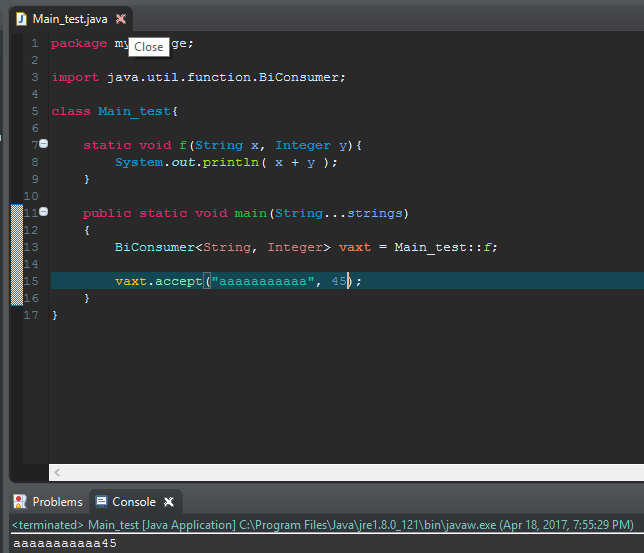 Main_test.java
Close
1 package my ge;
2
3 import java.util.function.BiConsumer;
4
5 class Main_test{
6
7 static void f(String x, Integer y){
8 System.out.println( x + y );
9 }
10
11 public static void main(String...strings)
12 {
13 BiConsumer<String, Integer> vaxt = Main_test::f;
14
15 vaxt.accept("aaaaaaaaaaa", 45);
16 }
17 }
Problems Console
<terminated> Main_test [Java Application] C:\Program Files\Java\jre1.8.0_121\bin\javaw.exe (Apr 18, 2017, 7:55:29 PM)
aaaaaaaaaaa45